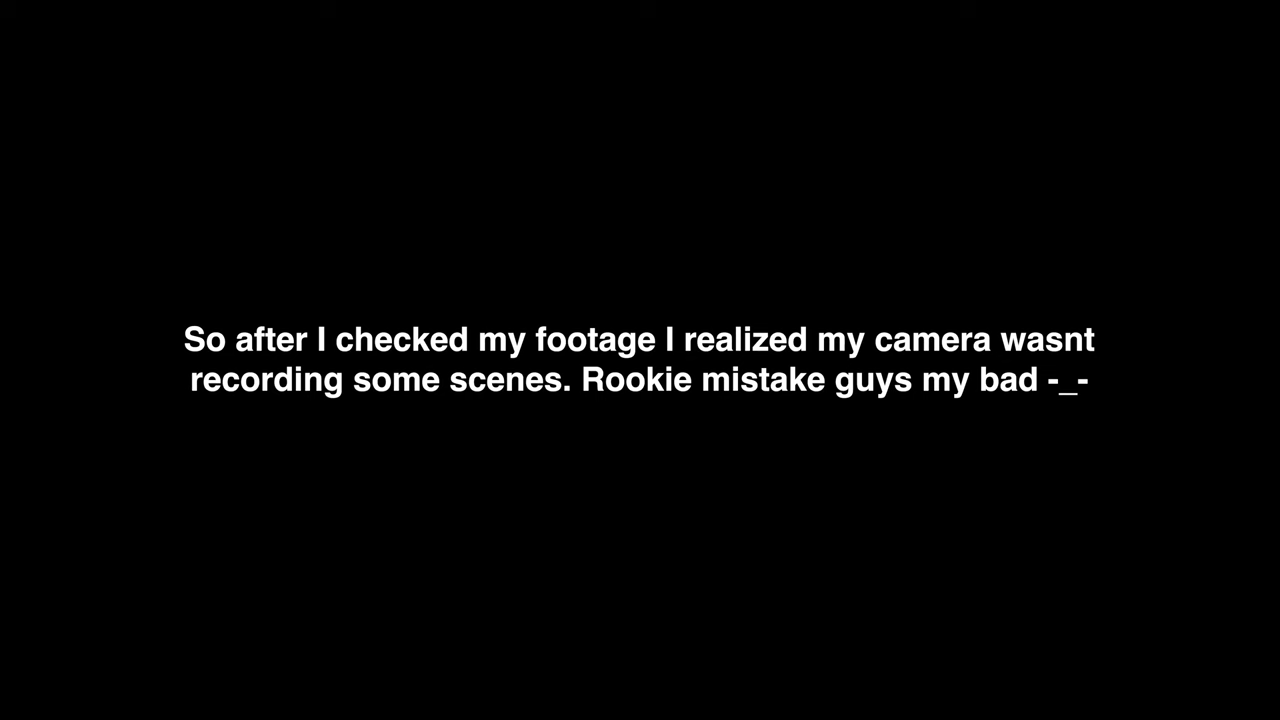 So after I checked my footage I realized my camera wasnt
recording some scenes. Rookie mistake guys my bad -_-